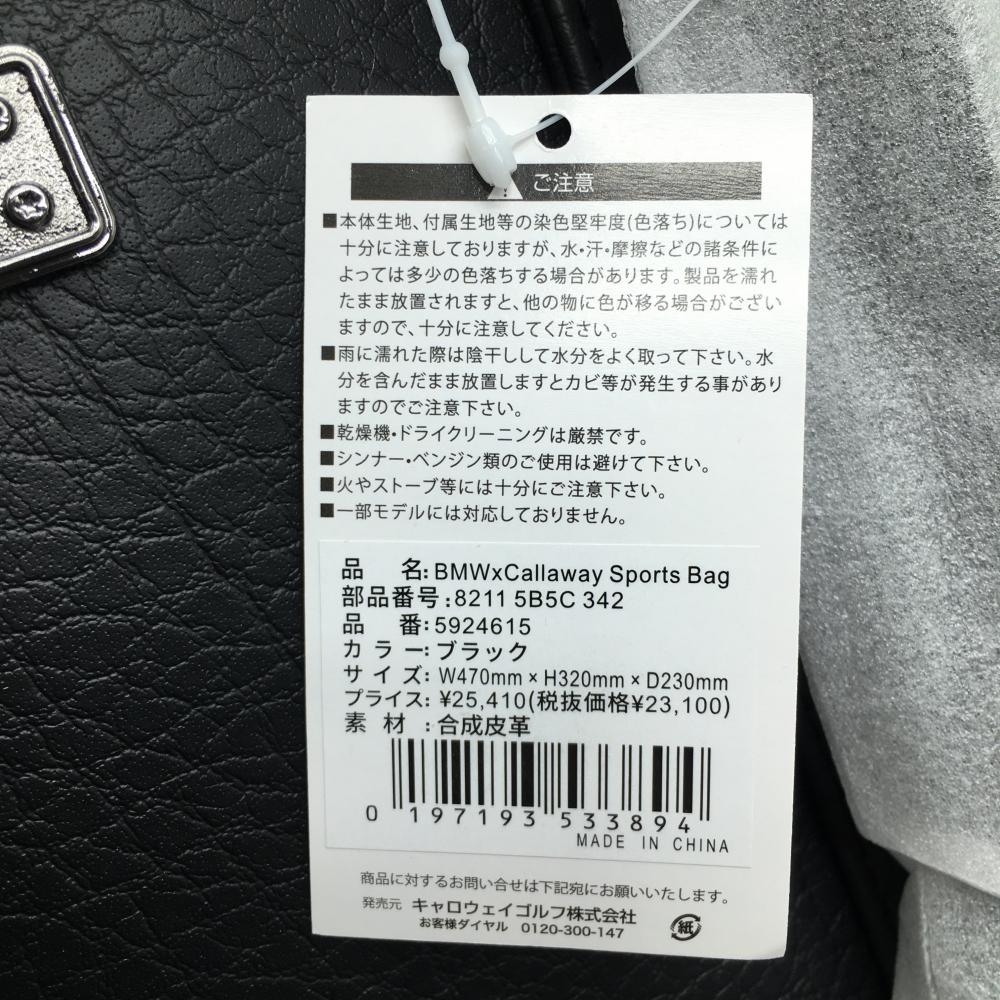 ご注意
■本体生地、付属生地等の染色堅牢度(色落ち)については
十分に注意しておりますが、水・汗・摩擦などの諸条件に
よっては多少の色落ちする場合があります。製品を濡れ
たまま放置されますと、他の物に色が移る場合がござい
ますので、十分に注意してください。
■雨に濡れた際は陰干しして水分をよく取って下さい。水
分を含んだまま放置しますとカビ等が発生する事があり
ますのでご注意下さい。
■乾燥機・ドライクリーニングは厳禁です。
■シンナー・ベンジン類のご使用は避けて下さい。
■火やストーブ等には十分にご注意下さい。
■一部モデルには対応しておりません。
品 名: BMWxCallaway Sports Bag
部品番号: 8211 5B5C 342
品 番: 5924615
カ ラ ー: ブラック
サ イ ズ: W470mm × H320mm × D230mm
プライス: ¥25,410(税抜価格¥23,100)
素 材: 合成皮革
0 197193 533894
MADE IN CHINA
商品に対するお問い合せは下記宛にお願いいたします。
発売元 キャロウェイゴルフ株式会社
お客様ダイヤル 0120-300-147
紙